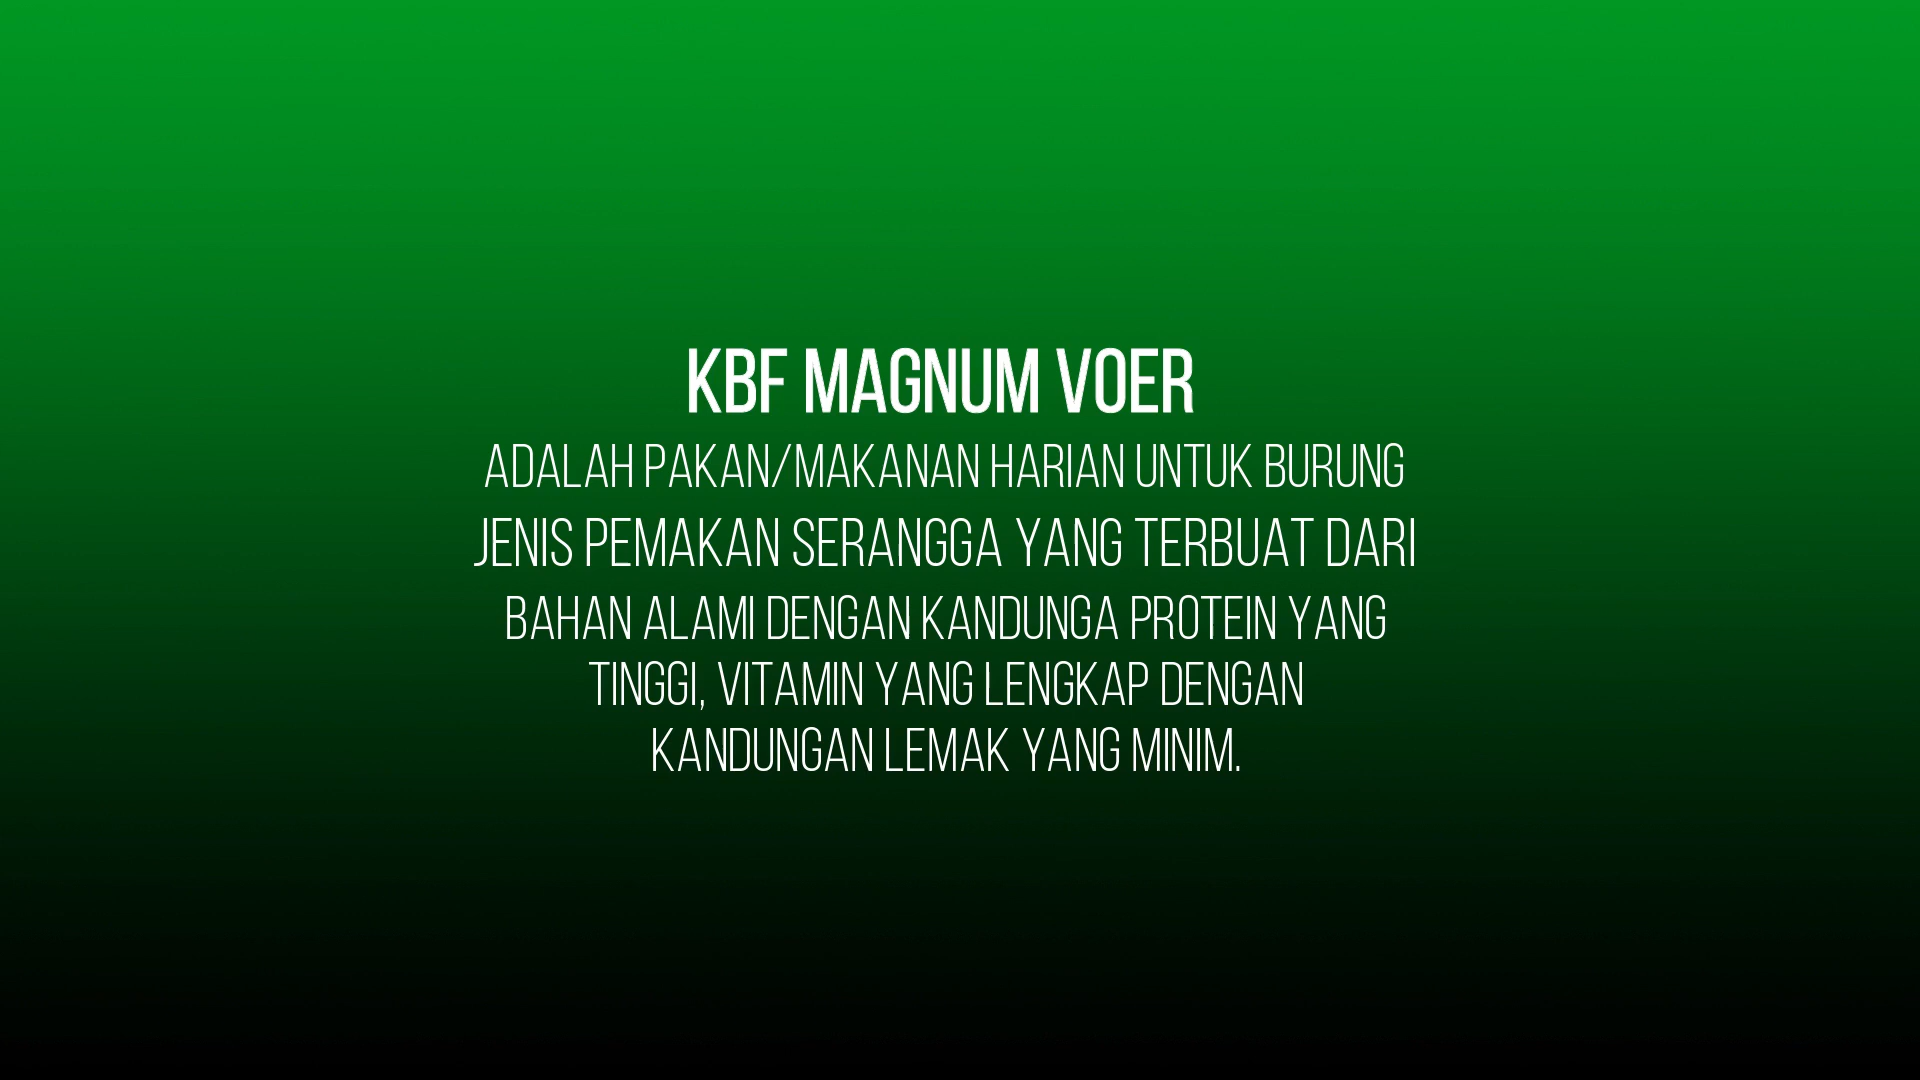 KBF MAGNUM VOER
ADALAH PAKAN/MAKANAN HARIAN UNTUK BURUNG
JENIS PEMAKAN SERANGGA YANG TERBUAT DARI
BAHAN ALAMI DENGAN KANDUNGA PROTEIN YANG
TINGGI, VITAMIN YANG LENGKAP DENGAN
KANDUNGAN LEMAK YANG MINIM.